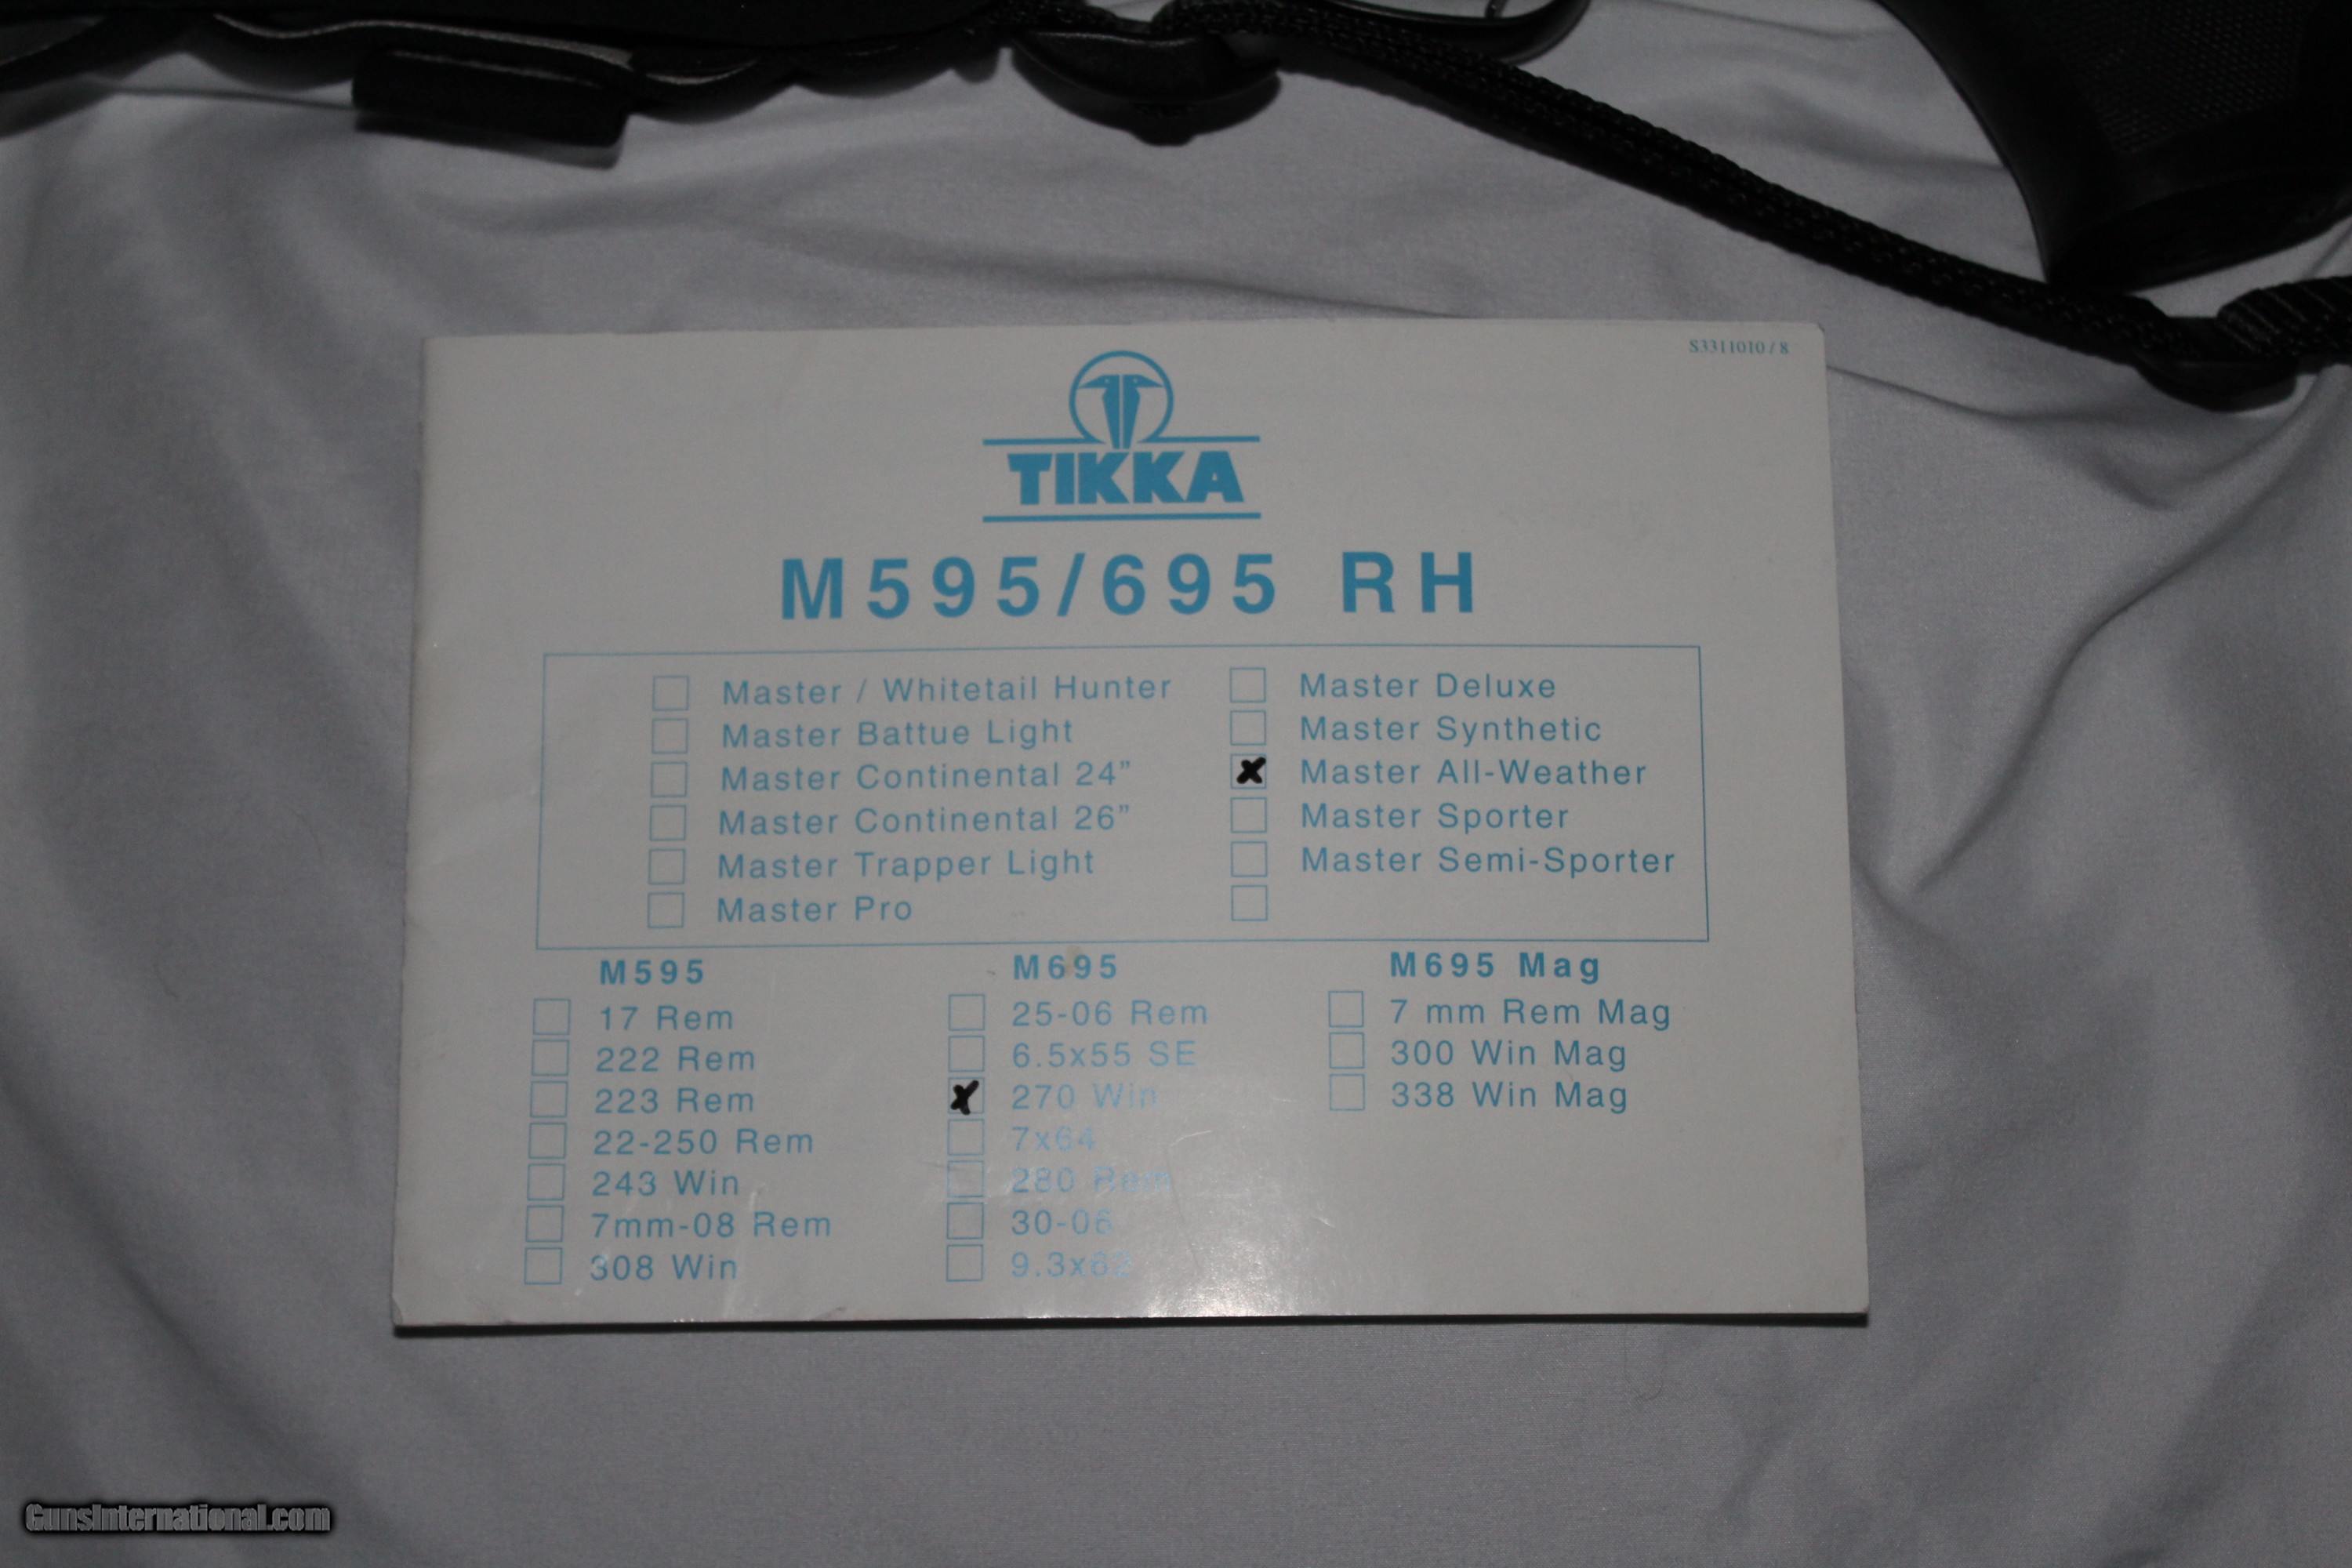 S3311010 / 8
TIKKA
M595/695 RH
Master / Whitetail Hunter
Master Battue Light
Master Continental 24”
Master Continental 26”
Master Trapper Light
Master Pro
Master Deluxe
Master Synthetic
X Master All-Weather
Master Sporter
Master Semi-Sporter
M595
17 Rem
222 Rem
223 Rem
22-250 Rem
243 Win
7mm-08 Rem
308 Win
M695
25-06 Rem
6.5x55 SE
X 270 Win
7x64
280 Rem
30-06
9.3x62
M695 Mag
7 mm Rem Mag
300 Win Mag
338 Win Mag
GunsInternational.com